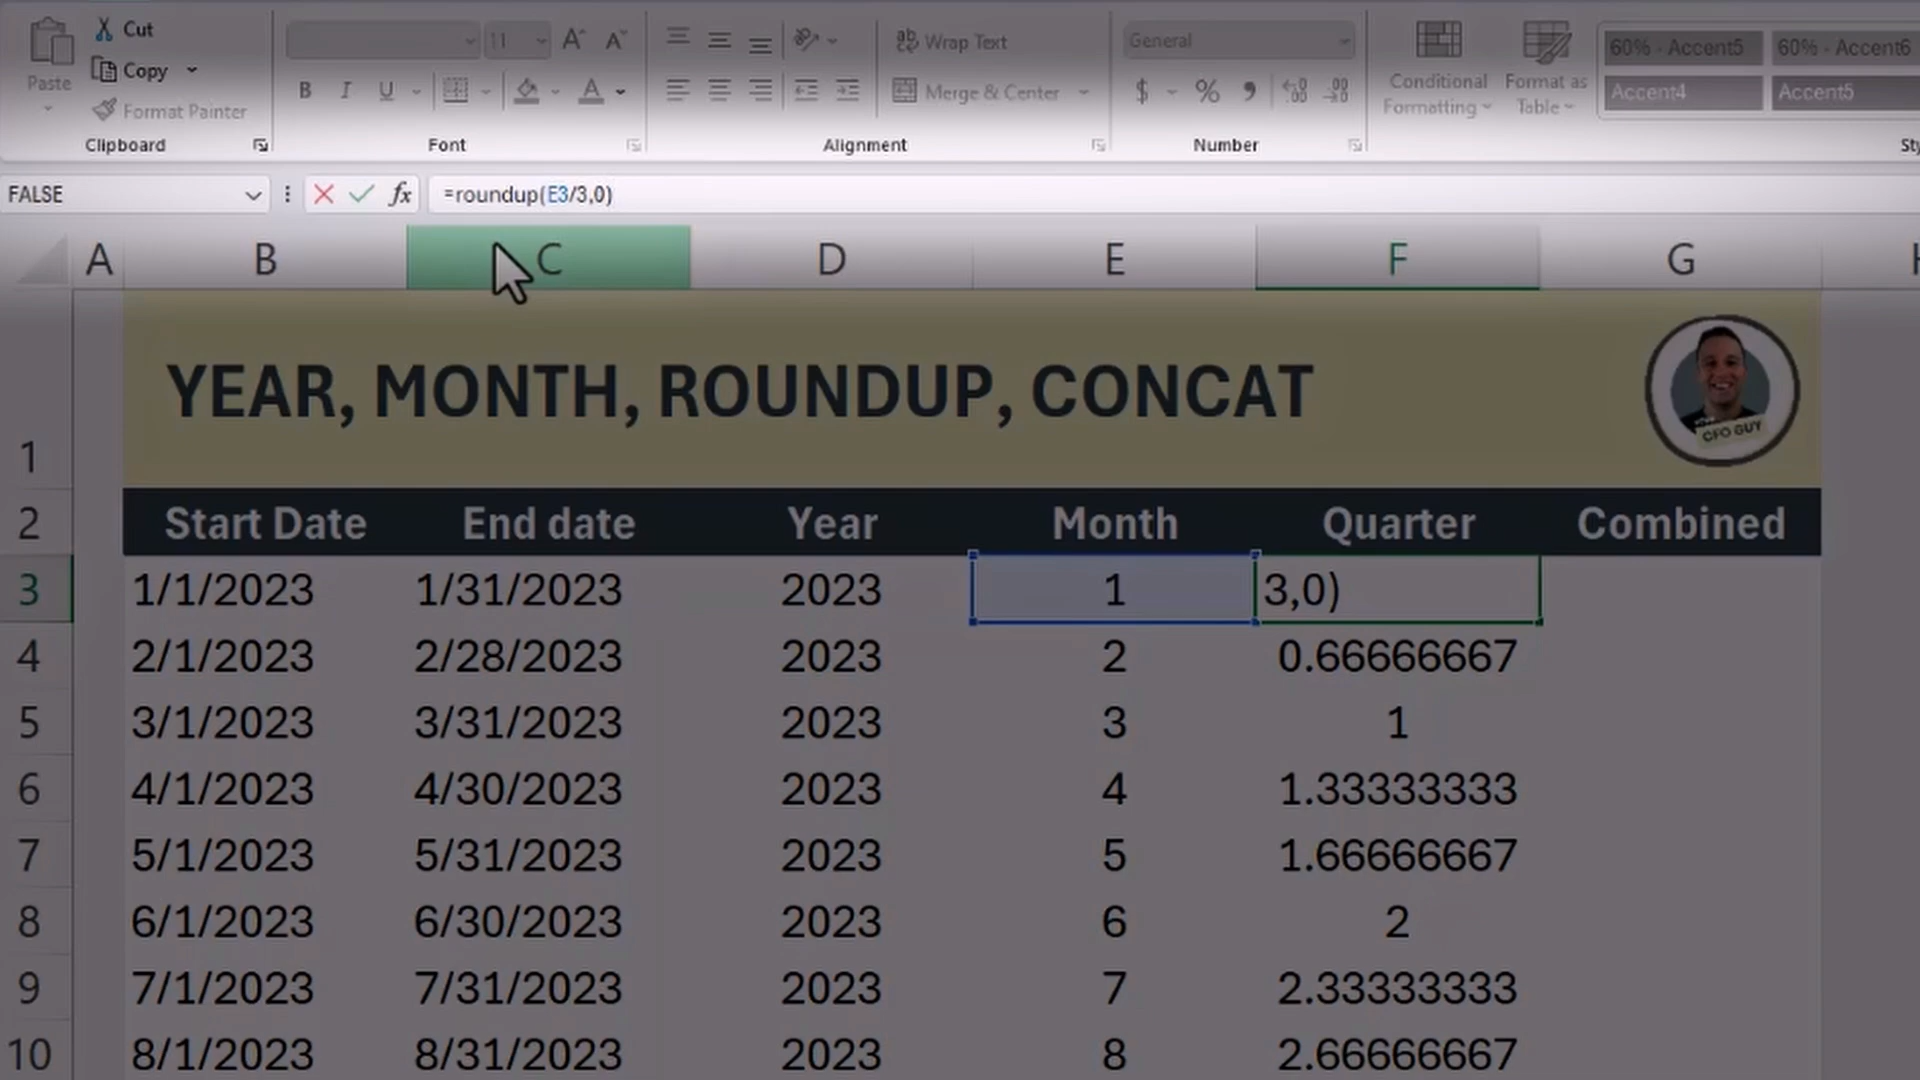 Cut
Copy
Format Painter
Paste
Clipboard
11
B I U
Font
ab Wrap Text
Merge & Center
Alignment
General
$ %
Number
Conditional Formatting
Format as Table
60% - Accent5
60% - Accent6
Accent4
Accent5
FALSE
fx
=roundup(E3/3,0)
A B C D E F G
1 YEAR, MONTH, ROUNDUP, CONCAT
CFO GUY
2 Start Date End date Year Month Quarter Combined
3 1/1/2023 1/31/2023 2023 1 3,0)
4 2/1/2023 2/28/2023 2023 2 0.66666667
5 3/1/2023 3/31/2023 2023 3 1
6 4/1/2023 4/30/2023 2023 4 1.33333333
7 5/1/2023 5/31/2023 2023 5 1.66666667
8 6/1/2023 6/30/2023 2023 6 2
9 7/1/2023 7/31/2023 2023 7 2.33333333
10 8/1/2023 8/31/2023 2023 8 2.66666667